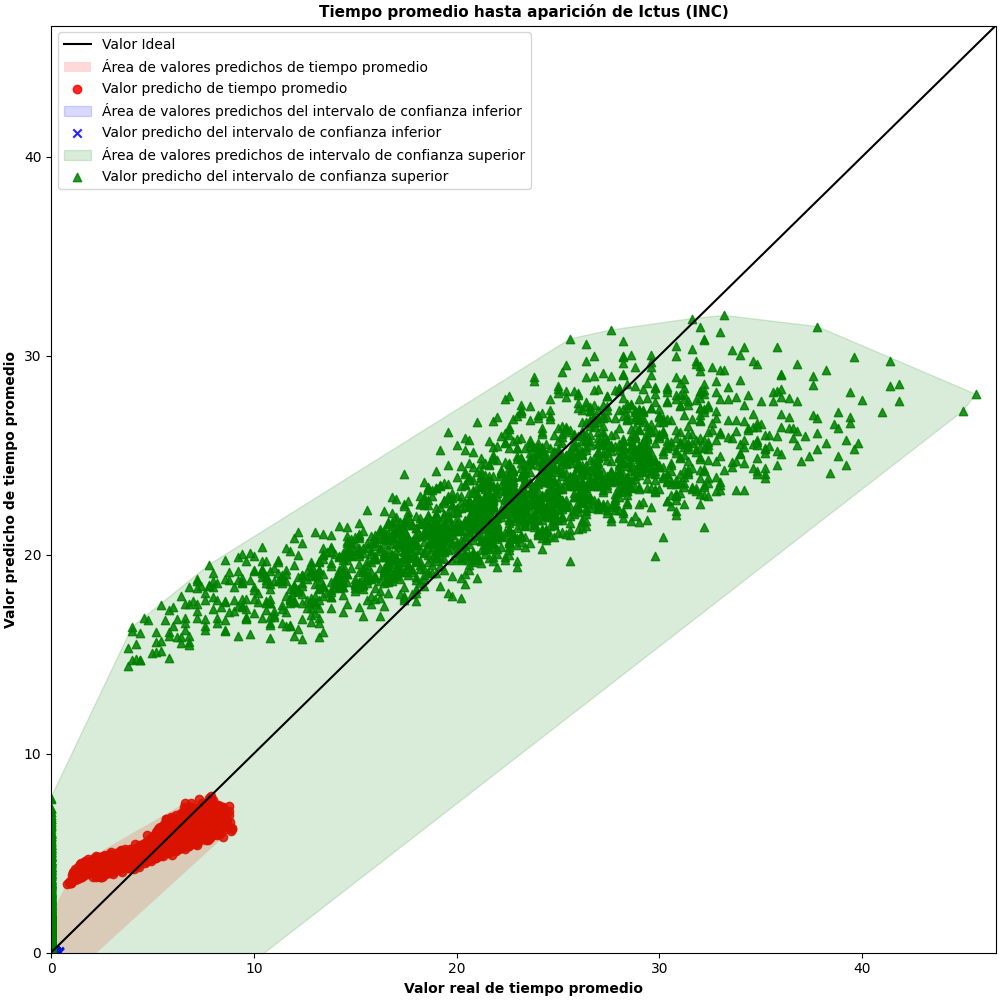 Tiempo promedio hasta aparición de Ictus (INC)
Valor Ideal
Área de valores predichos de tiempo promedio
Valor predicho de tiempo promedio
Área de valores predichos del intervalo de confianza inferior
Valor predicho del intervalo de confianza inferior
Área de valores predichos de intervalo de confianza superior
Valor predicho del intervalo de confianza superior
Valor predicho de tiempo promedio
40
30
20
10
0
0 10 20 30 40
Valor real de tiempo promedio